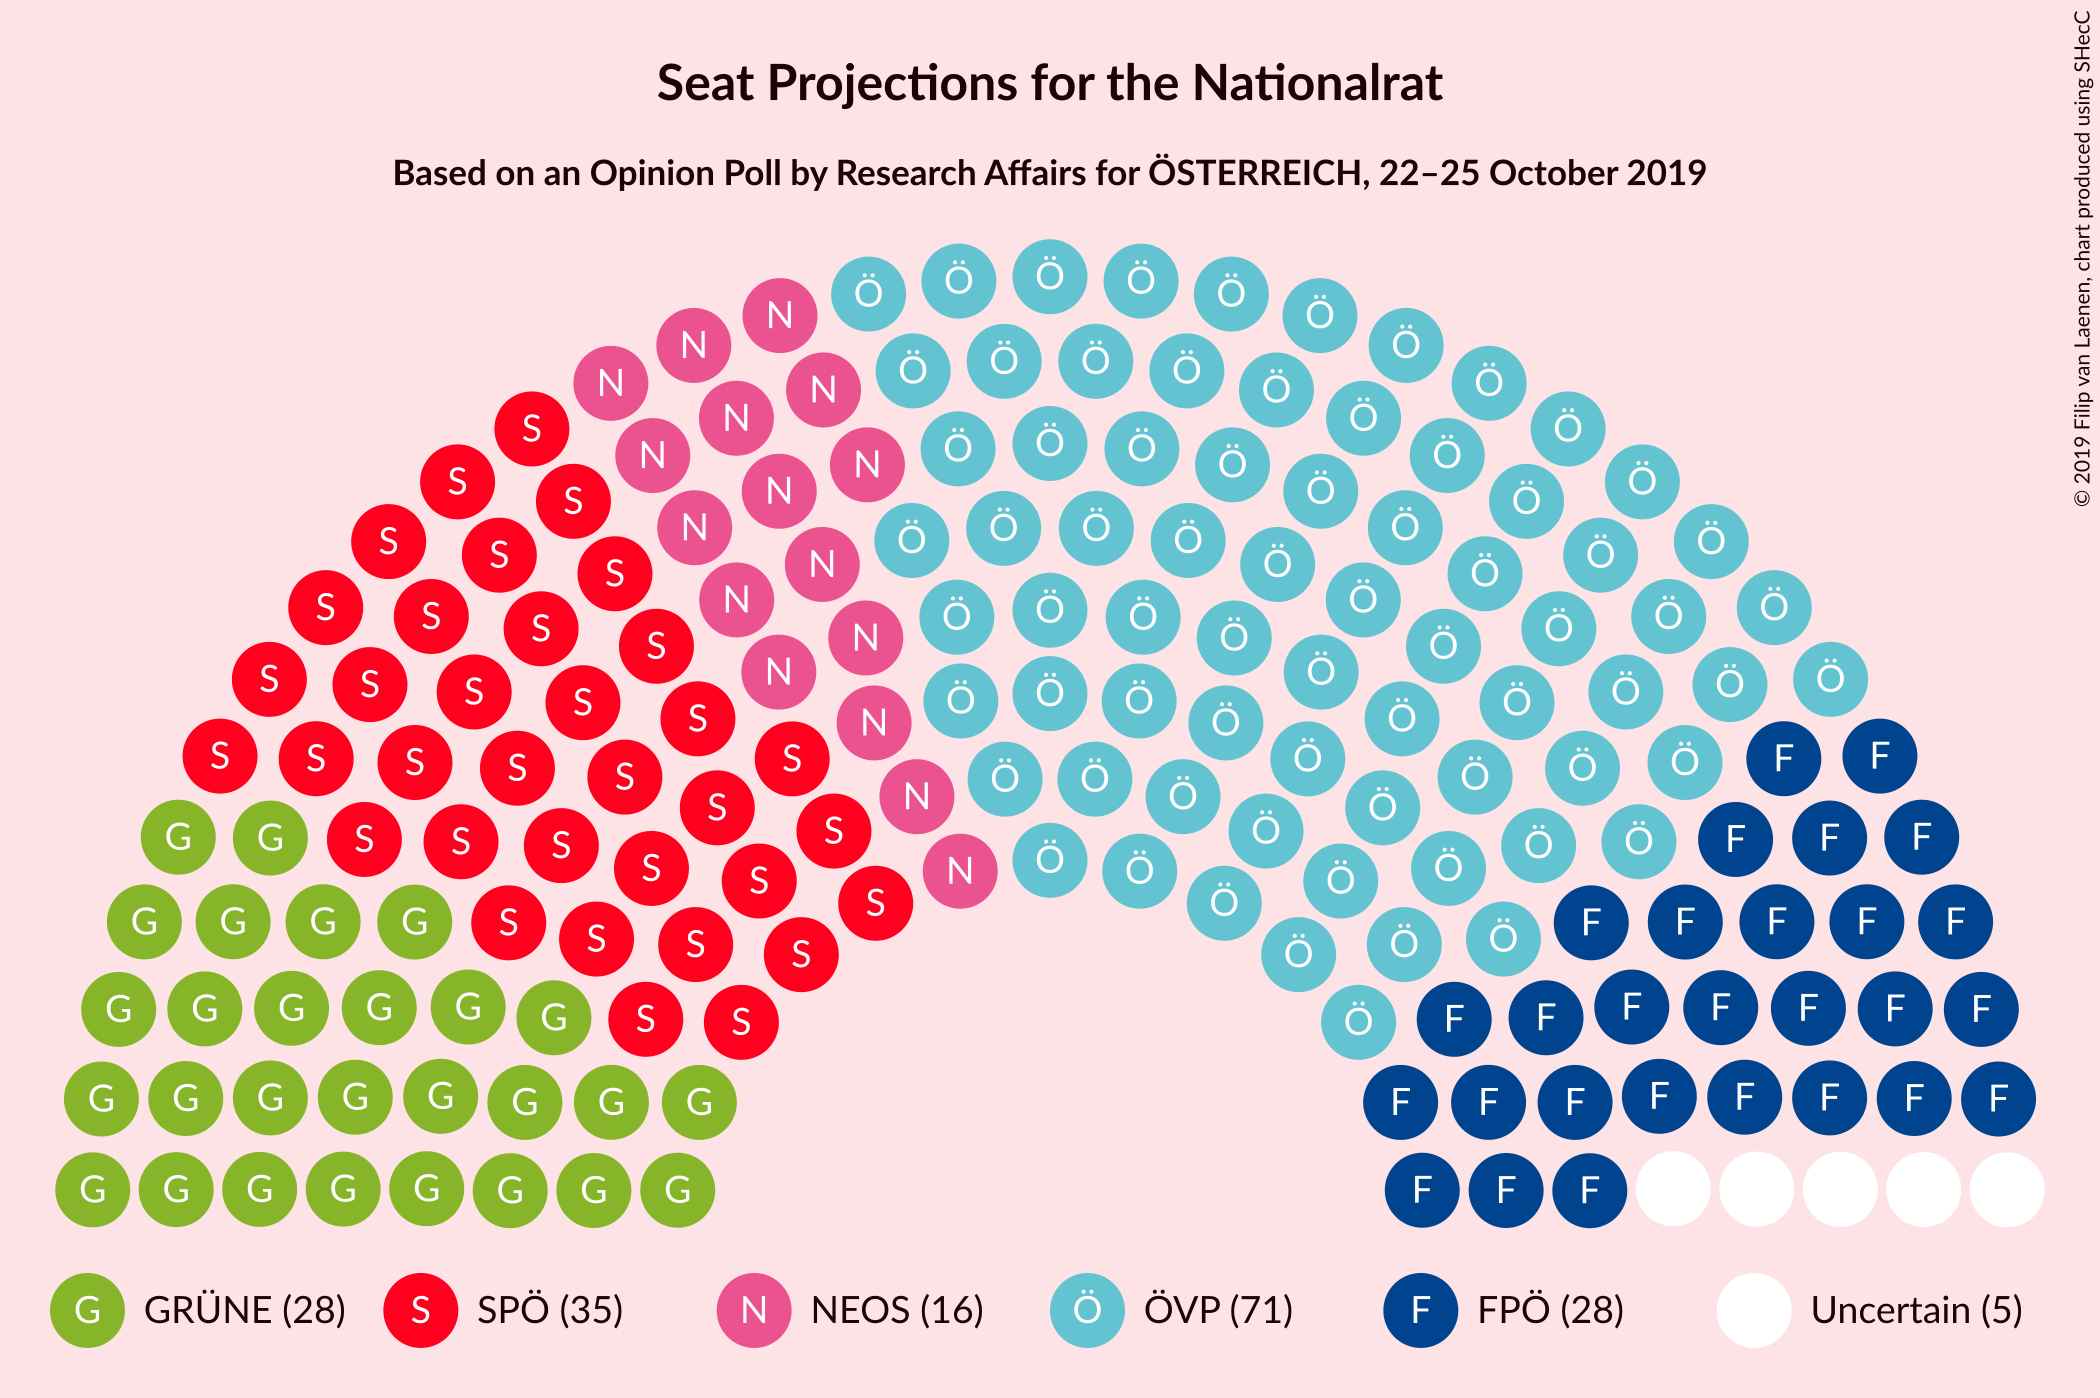 Seat Projections for the Nationalrat
Based on an Opinion Poll by Research Affairs for ÖSTERREICH, 22–25 October 2019
© 2019 Filip van Laenen, chart produced using SHecC
Ö Ö Ö Ö Ö Ö Ö Ö Ö Ö Ö Ö Ö
N N N
S S S S S S
G G G G G G
F F F F F F
G GRÜNE (28) S SPÖ (35) N NEOS (16) Ö ÖVP (71) F FPÖ (28) Uncertain (5)